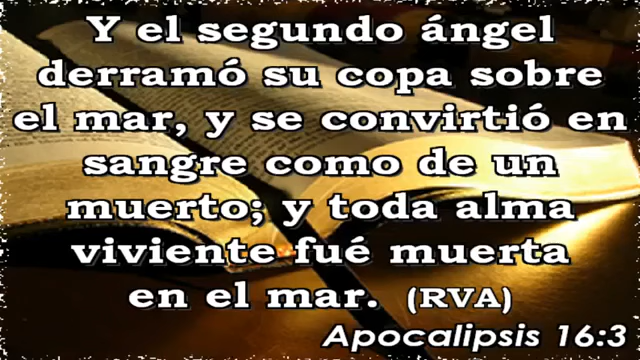 Y el segundo ángel
derramó su copa sobre
el mar, y se convirtió en
sangre como de un
muerto; y toda alma
viviente fué muerta
en el mar. (RVA)
Apocalipsis 16:3